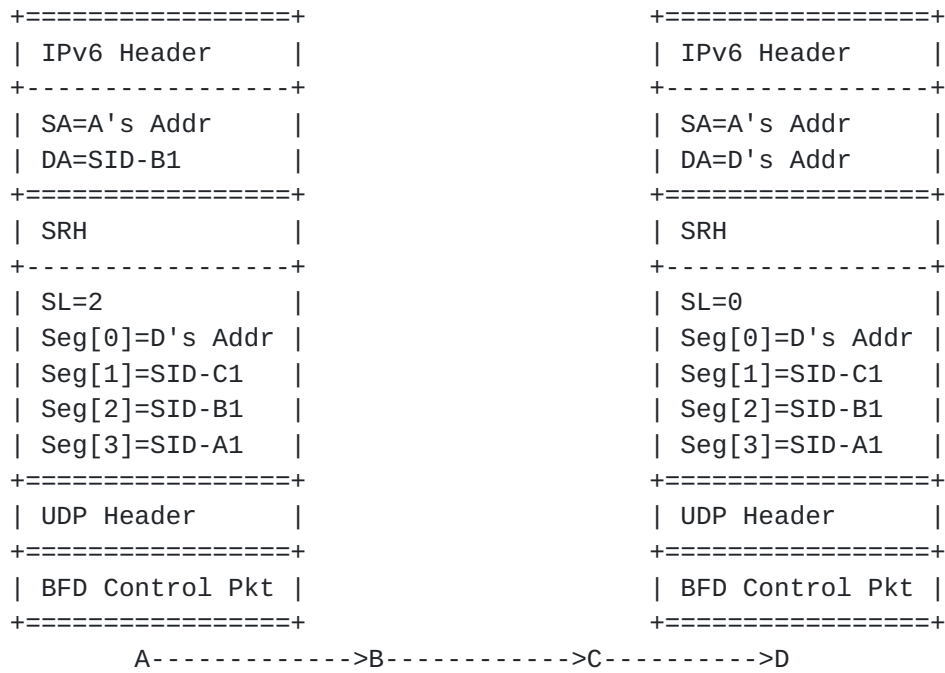 +=================+                       +=================+
| IPv6 Header     |                       | IPv6 Header     |
+-----------------+                       +-----------------+
| SA=A's Addr     |                       | SA=A's Addr     |
| DA=SID-B1       |                       | DA=D's Addr     |
+=================+                       +=================+
| SRH             |                       | SRH             |
+-----------------+                       +-----------------+
| SL=2            |                       | SL=0            |
| Seg[0]=D's Addr |                       | Seg[0]=D's Addr |
| Seg[1]=SID-C1   |                       | Seg[1]=SID-C1   |
| Seg[2]=SID-B1   |                       | Seg[2]=SID-B1   |
| Seg[3]=SID-A1   |                       | Seg[3]=SID-A1   |
+=================+                       +=================+
| UDP Header      |                       | UDP Header      |
+=================+                       +=================+
| BFD Control Pkt |                       | BFD Control Pkt |
+=================+                       +=================+
        A------------->B------------>C---------->D